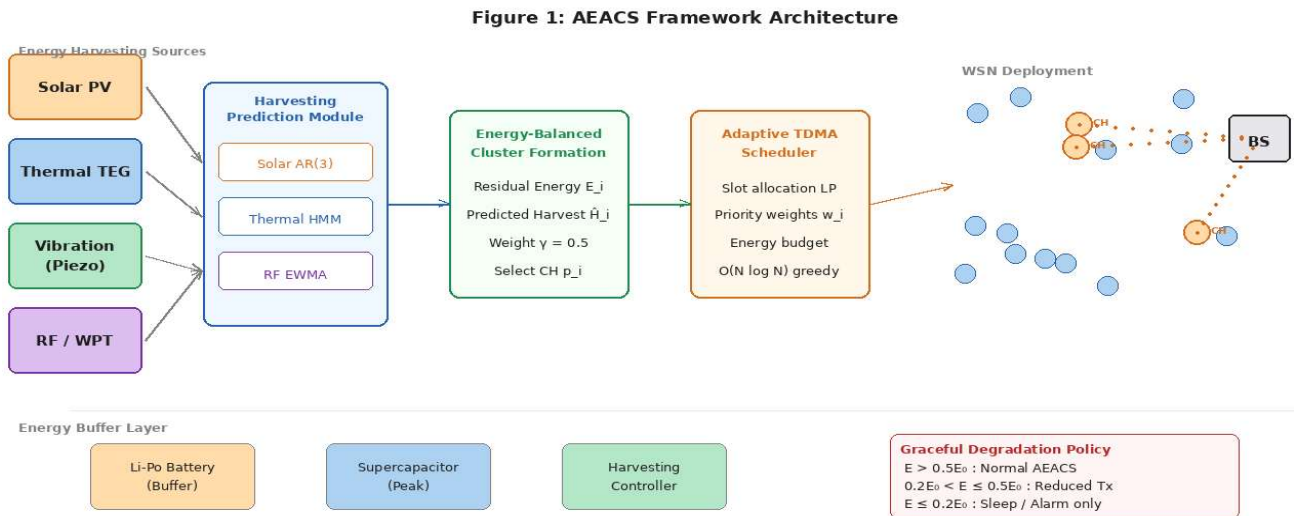 Figure 1: AEACS Framework Architecture
Energy Harvesting Sources
Solar PV
Thermal TEG
Vibration
(Piezo)
RF / WPT
Harvesting
Prediction Module
Solar AR(3)
Thermal HMM
RF EWMA
Energy-Balanced
Cluster Formation
Residual Energy E_i
Predicted Harvest Ĥ_i
Weight γ = 0.5
Select CH p_i
Adaptive TDMA
Scheduler
Slot allocation LP
Priority weights w_i
Energy budget
O(N log N) greedy
WSN Deployment
CH
CH
BS
CH
Energy Buffer Layer
Li-Po Battery
(Buffer)
Supercapacitor
(Peak)
Harvesting
Controller
Graceful Degradation Policy
E > 0.5E₀ : Normal AEACS
0.2E₀ < E ≤ 0.5E₀ : Reduced Tx
E ≤ 0.2E₀ : Sleep / Alarm only